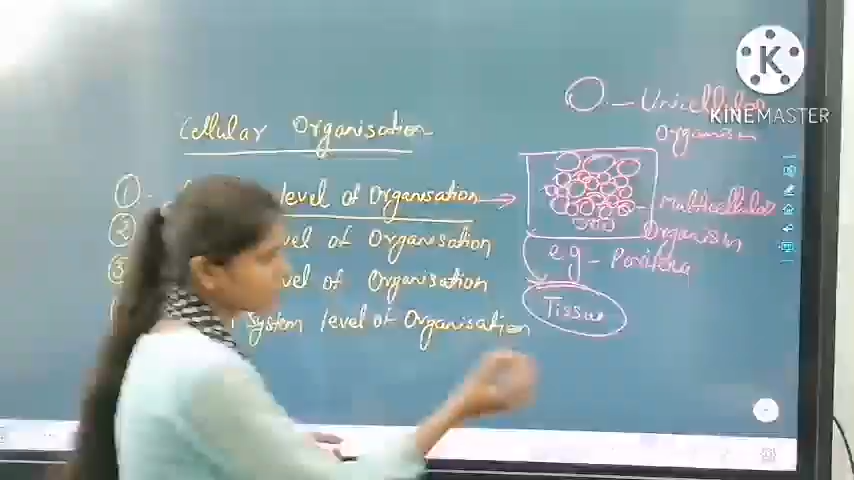 Cellular Organisation
① level of Organisation
② vel of Organisation
③ vel of Organisation
System level of Organisation
Unicellular
Organism
Multicellular
Organism
e.g - Porifera
Tissue
K
KINEMASTER